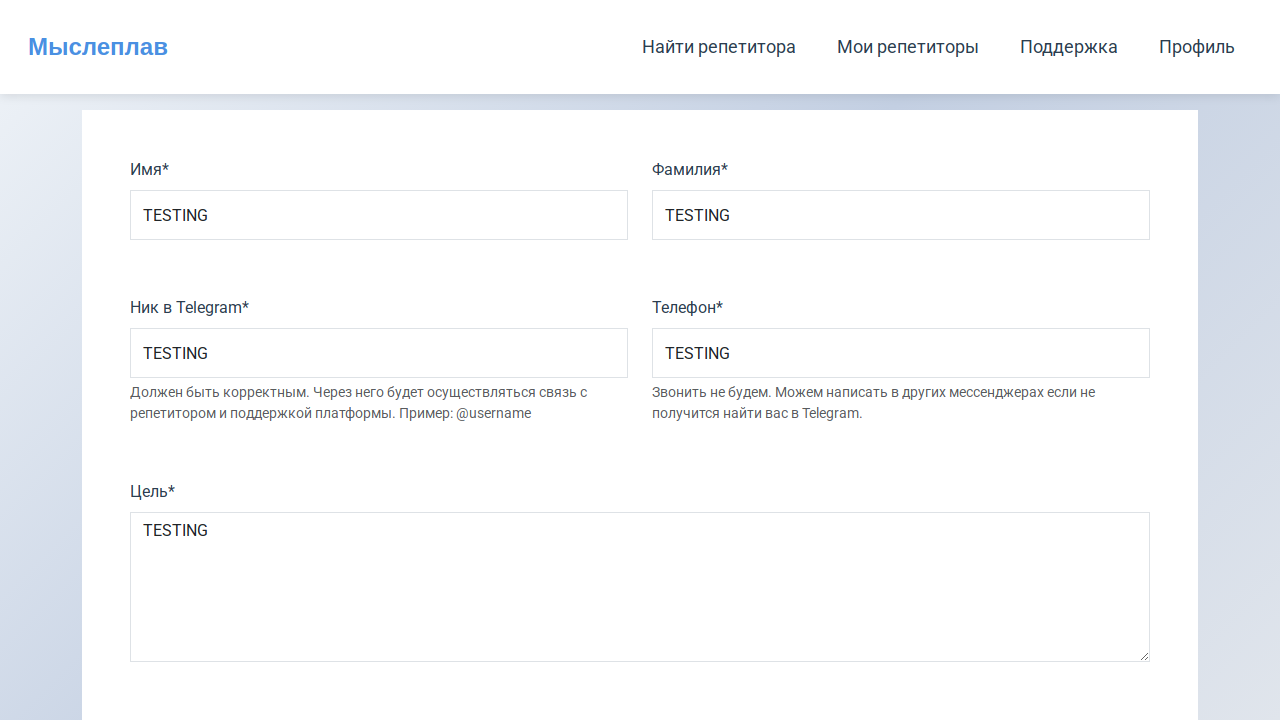 Мыслеплав
Найти репетитора
Мои репетиторы
Поддержка
Профиль
Имя*
Фамилия*
TESTING
TESTING
Ник в Telegram*
Телефон*
TESTING
TESTING
Должен быть корректным. Через него будет осуществляться связь с
репетитором и поддержкой платформы. Пример: @username
Звонить не будем. Можем написать в других мессенджерах если не
получится найти вас в Telegram.
Цель*
TESTING